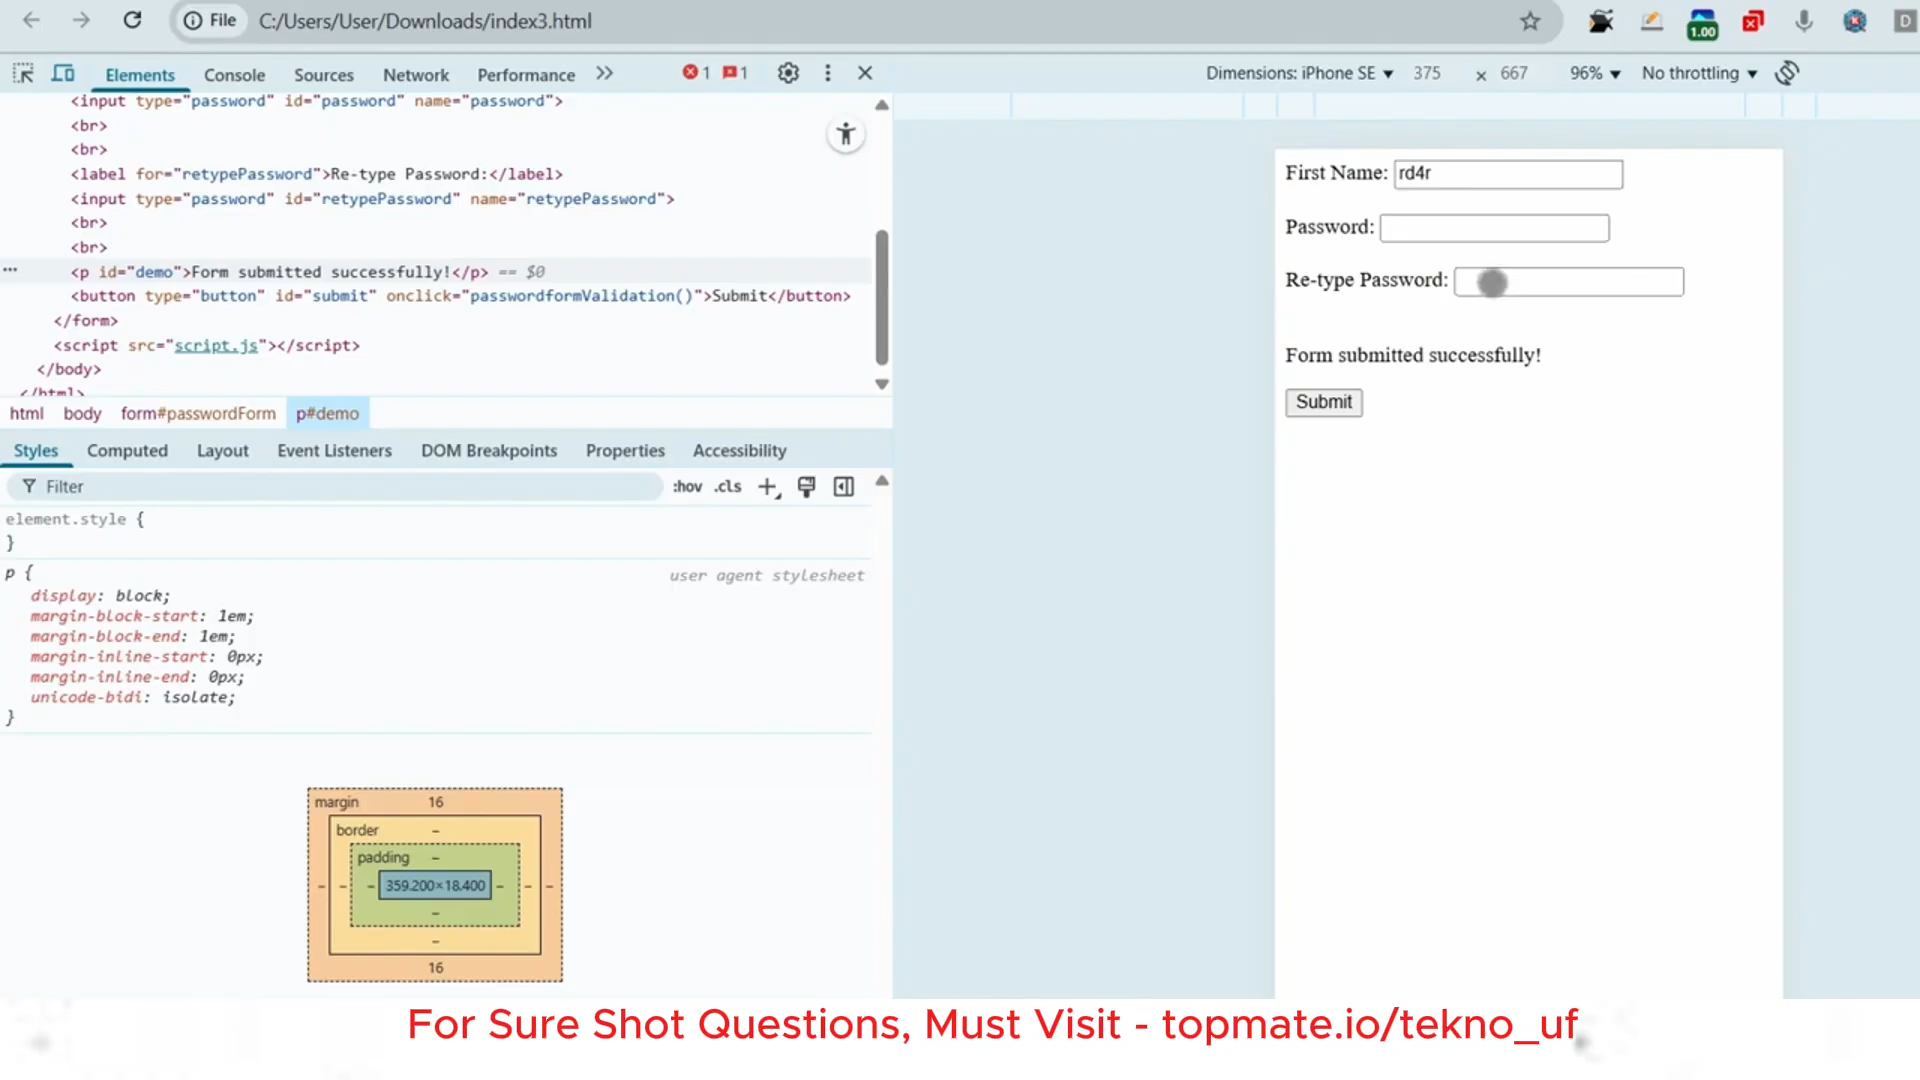 File C:/Users/User/Downloads/index3.html 1.00 D
Elements Console Sources Network Performance 1 1
Dimensions: iPhone SE 375 x 667 96% No throttling
<input type="password" id="password" name="password">
<br>
<br>
<label for="retypePassword">Re-type Password:</label>
<input type="password" id="retypePassword" name="retypePassword">
<br>
<br>
... <p id="demo">Form submitted successfully!</p> == $0
<button type="button" id="submit" onclick="passwordformValidation()">Submit</button>
</form>
<script src="script.js"></script>
</body>
</html>
html body form#passwordForm p#demo
Styles Computed Layout Event Listeners DOM Breakpoints Properties Accessibility
Filter :hov .cls
element.style {
}
p { user agent stylesheet
display: block;
margin-block-start: 1em;
margin-block-end: 1em;
margin-inline-start: 0px;
margin-inline-end: 0px;
unicode-bidi: isolate;
}
margin 16
border –
padding –
– – – 359.200×18.400 – – –
–
–
16
First Name: rd4r
Password:
Re-type Password:
Form submitted successfully!
Submit
For Sure Shot Questions, Must Visit - topmate.io/tekno_uf